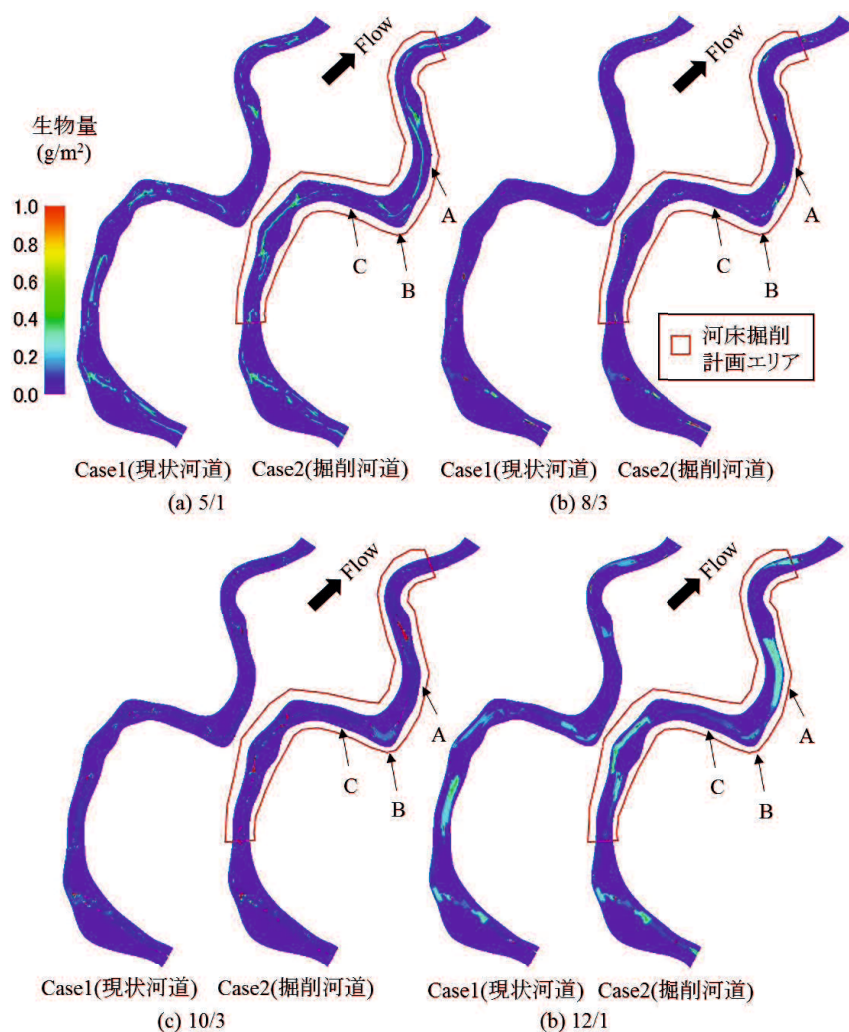 Flow
Flow
生物量
(g/m²)
1.0
0.8
0.6
0.4
0.2
0.0
A
B
C
A
B
C
河床掘削
計画エリア
Case1(現状河道)
Case2(掘削河道)
Case1(現状河道)
Case2(掘削河道)
(a) 5/1
(b) 8/3
Flow
Flow
A
B
C
A
B
C
Case1(現状河道)
Case2(掘削河道)
Case1(現状河道)
Case2(掘削河道)
(c) 10/3
(b) 12/1